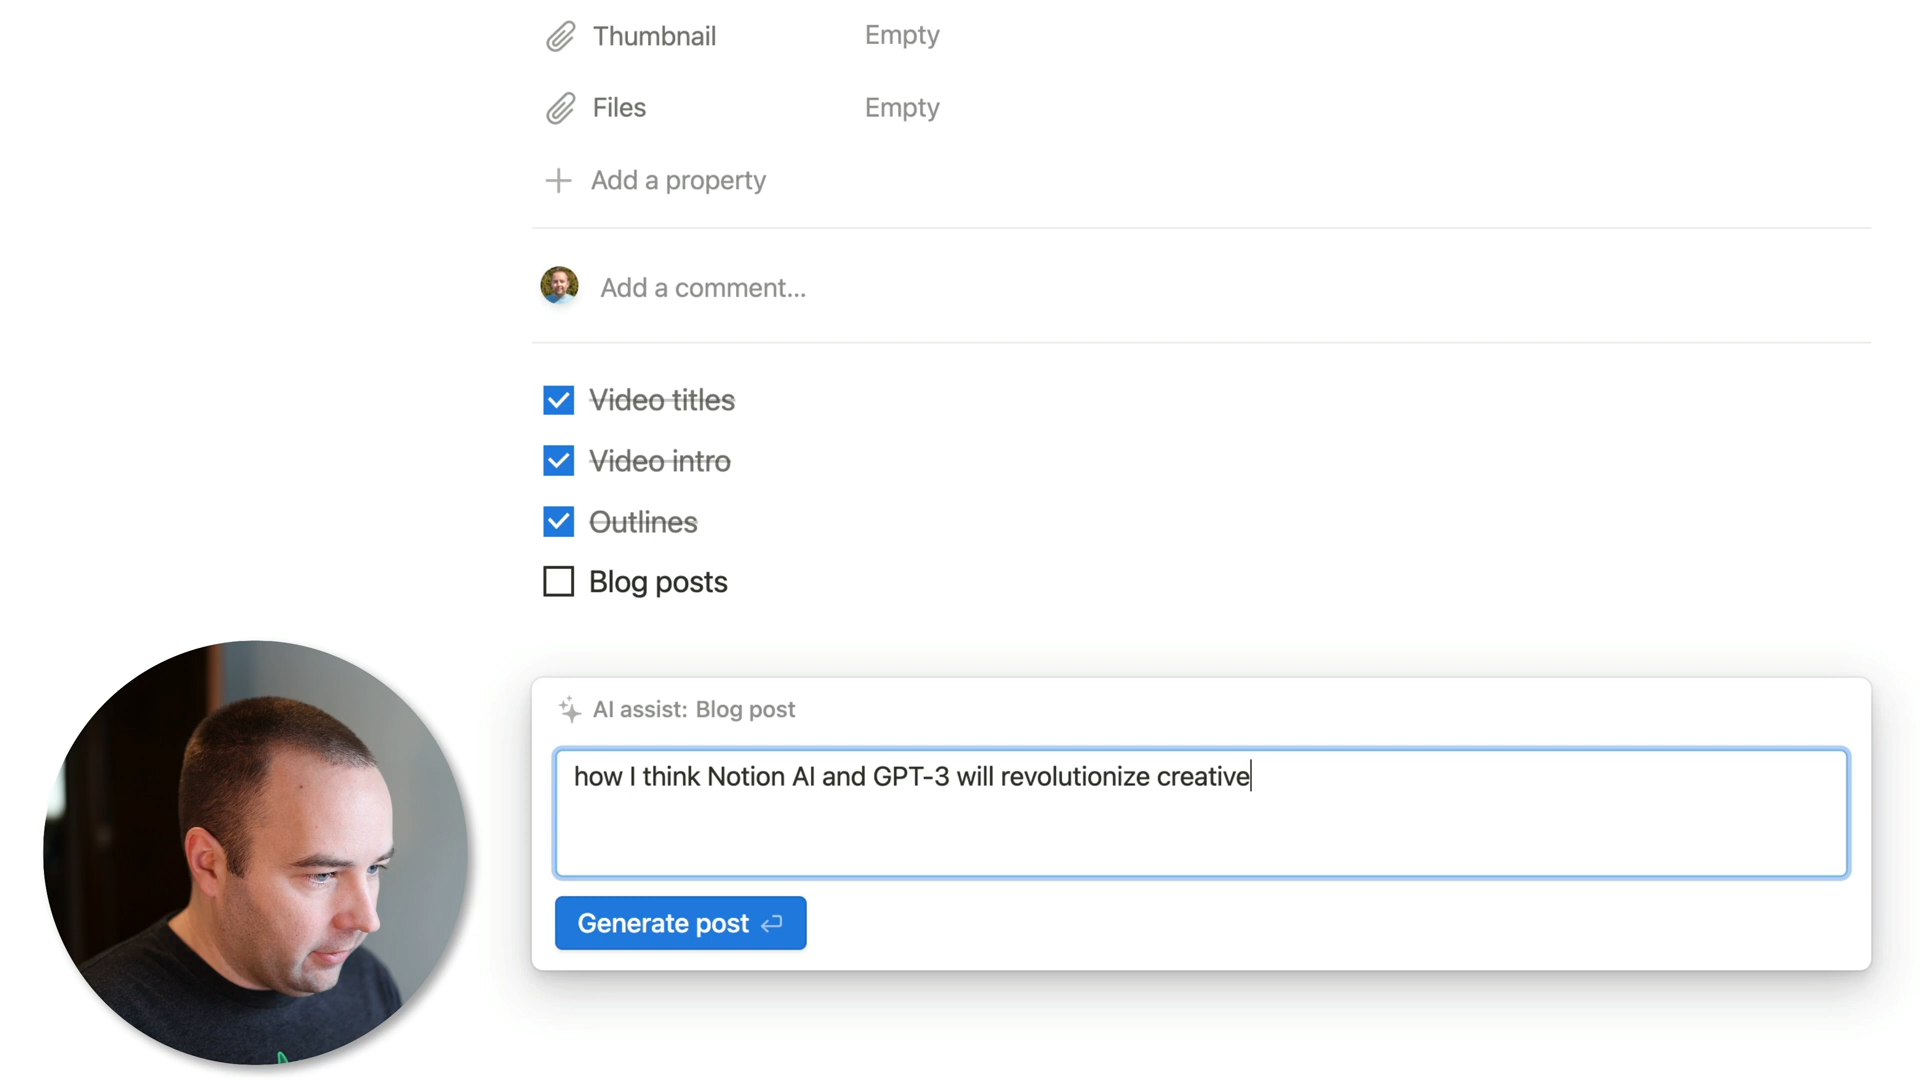 Thumbnail Empty
Files Empty
Add a property
Add a comment...
Video titles
Video intro
Outlines
Blog posts
AI assist: Blog post
how I think Notion AI and GPT-3 will revolutionize creative
Generate post